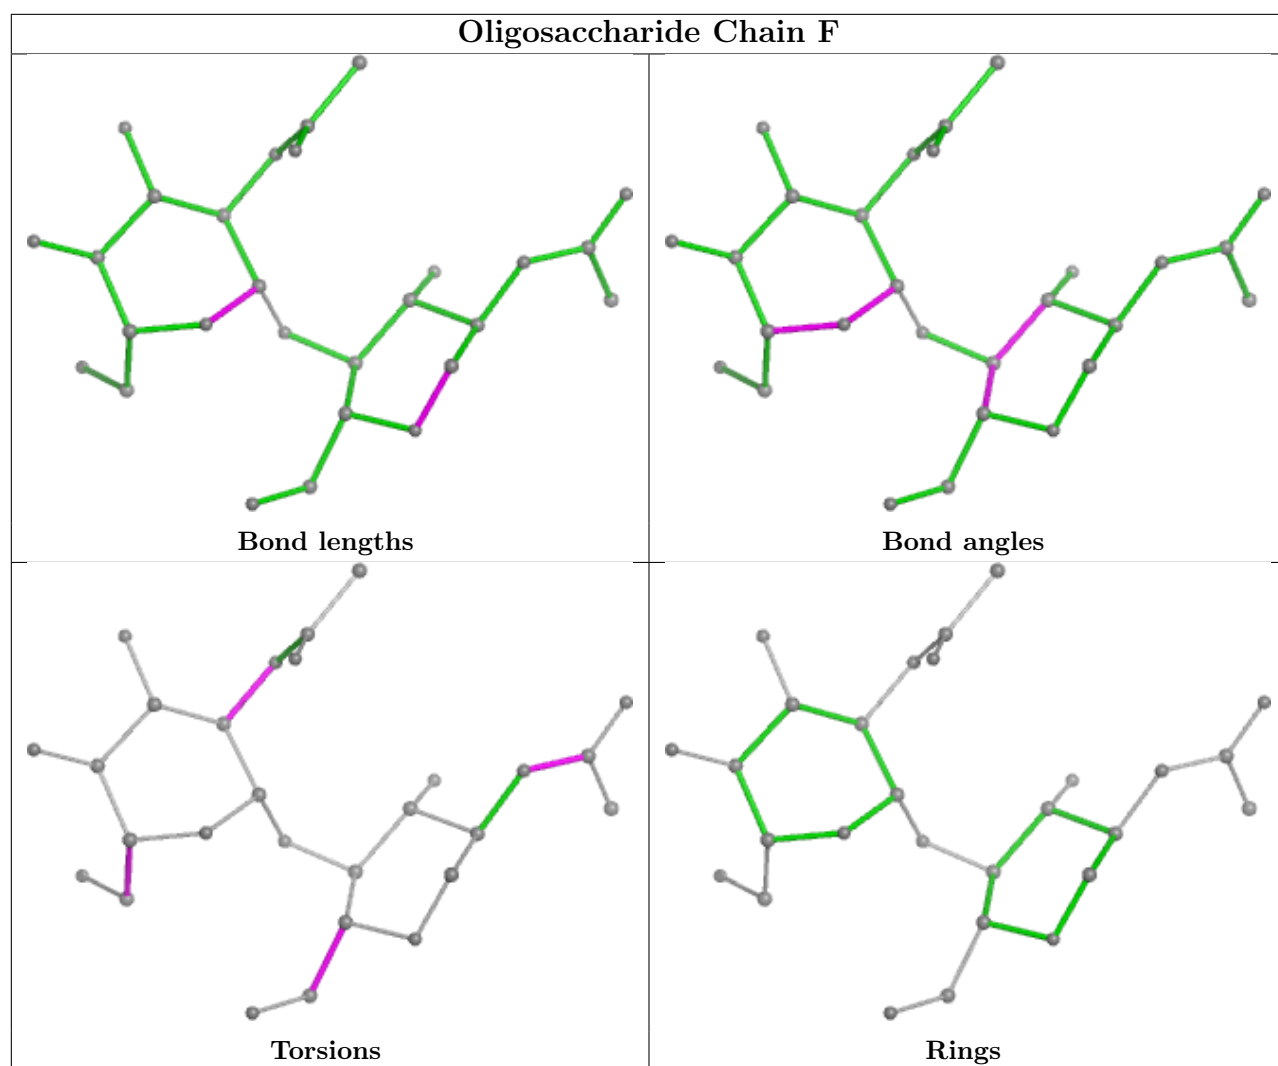 Oligosaccharide Chain F
Bond lengths
Bond angles
Torsions
Rings